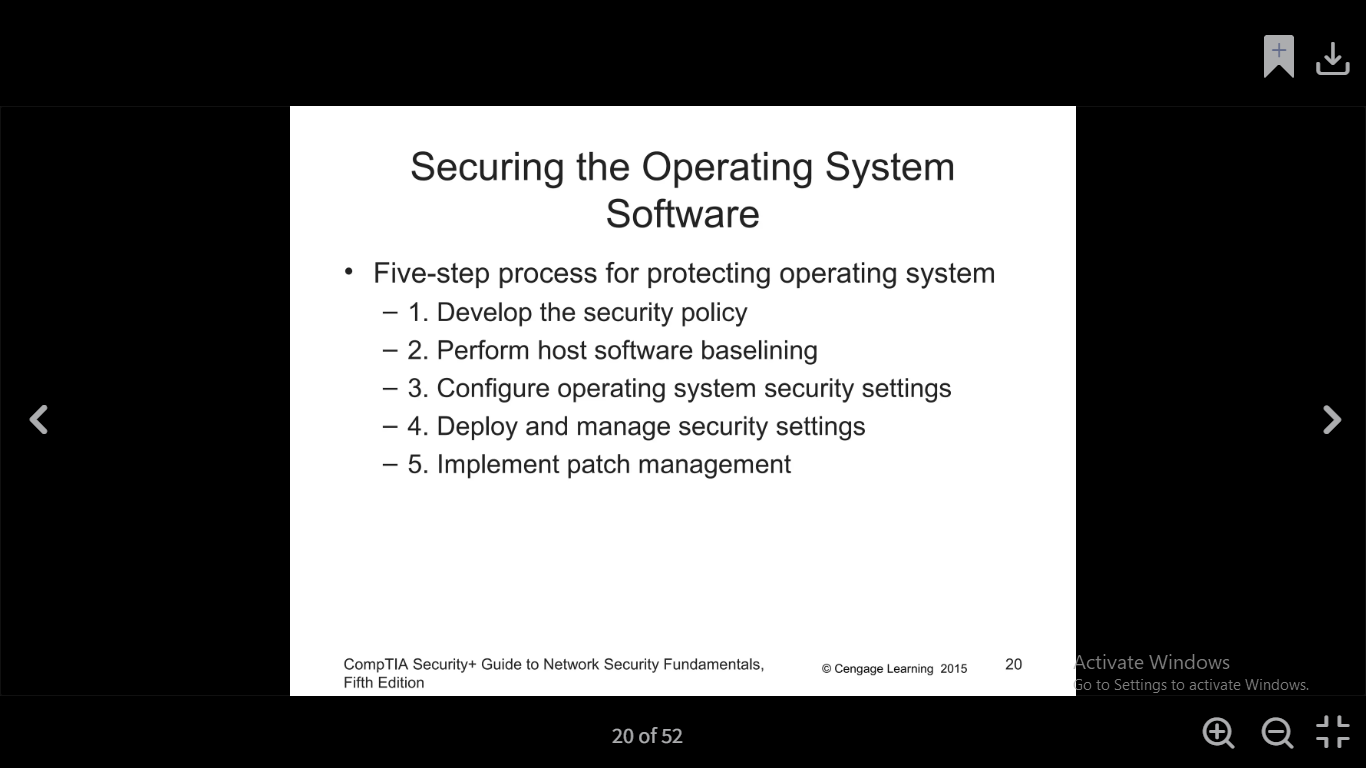 Securing the Operating System
Software
• Five-step process for protecting operating system
– 1. Develop the security policy
– 2. Perform host software baselining
– 3. Configure operating system security settings
– 4. Deploy and manage security settings
– 5. Implement patch management
CompTIA Security+ Guide to Network Security Fundamentals,
Fifth Edition
© Cengage Learning 2015
20
Activate Windows
Go to Settings to activate Windows.
20 of 52